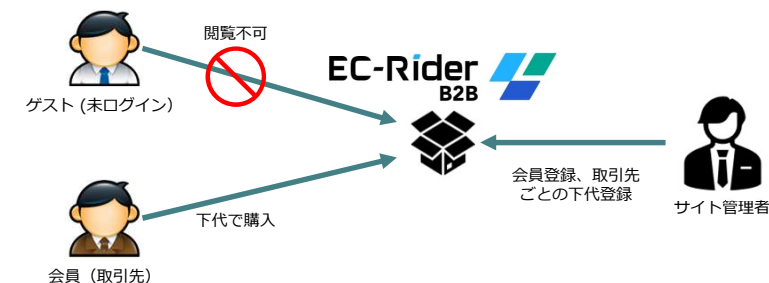 閲覧不可
EC-Rider
B2B
ゲスト (未ログイン）
会員登録、取引先
ごとの下代登録
サイト管理者
下代で購入
会員（取引先）